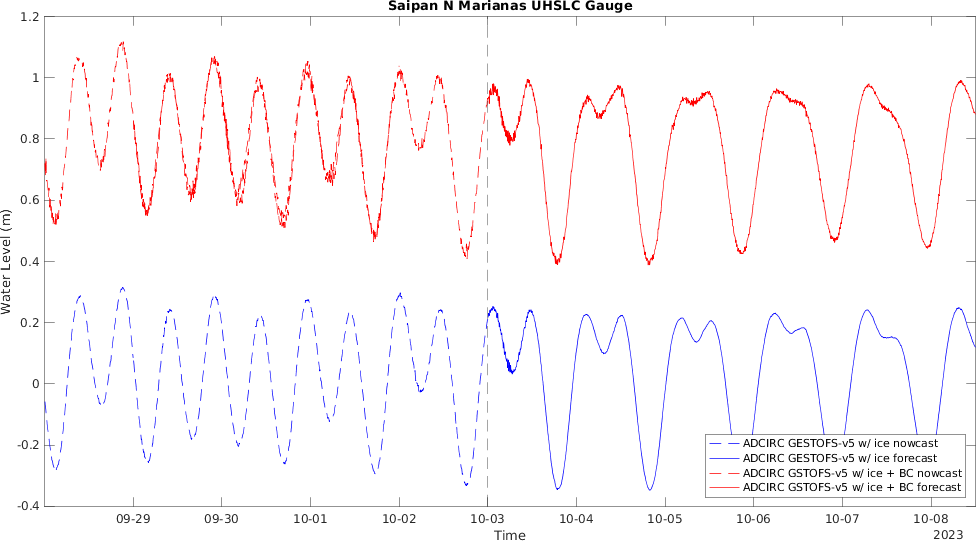 Saipan N Marianas UHSLC Gauge
1.2
1
0.8
0.6
0.4
0.2
0
-0.2
-0.4
Water Level (m)
ADCIRC GESTOFS-v5 w/ ice nowcast
ADCIRC GESTOFS-v5 w/ ice forecast
ADCIRC GSTOFS-v5 w/ ice + BC nowcast
ADCIRC GSTOFS-v5 w/ ice + BC forecast
09-29 09-30 10-01 10-02 10-03 10-04 10-05 10-06 10-07 10-08
Time
2023